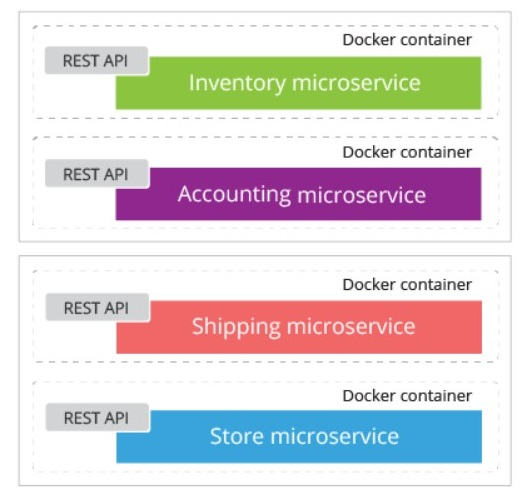 Docker container
REST API
Inventory microservice
Docker container
REST API
Accounting microservice
Docker container
REST API
Shipping microservice
Docker container
REST API
Store microservice